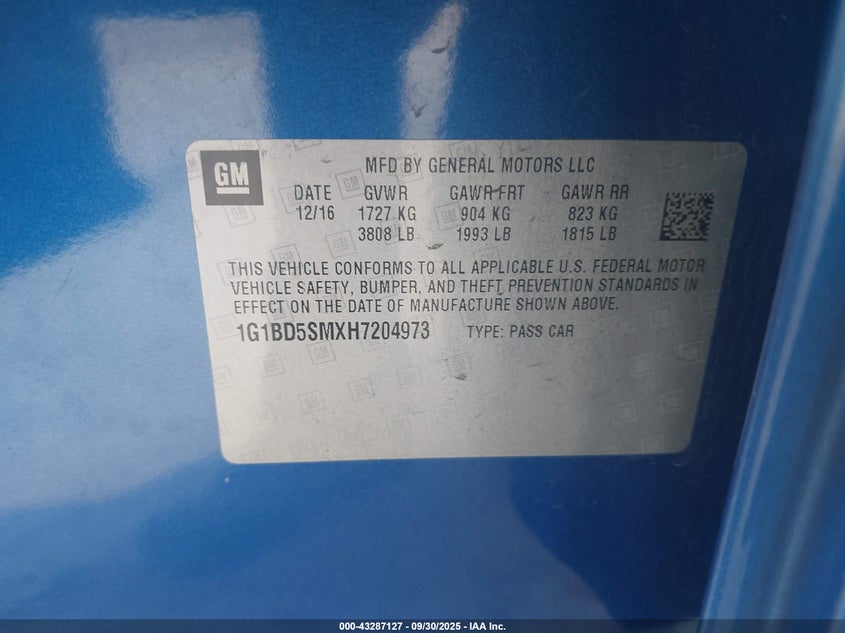 GM
MFD BY GENERAL MOTORS LLC
DATE GVWR GAWR FRT GAWR RR
12/16 1727 KG 904 KG 823 KG
3808 LB 1993 LB 1815 LB
THIS VEHICLE CONFORMS TO ALL APPLICABLE U.S. FEDERAL MOTOR
VEHICLE SAFETY, BUMPER, AND THEFT PREVENTION STANDARDS IN
EFFECT ON THE DATE OF MANUFACTURE SHOWN ABOVE.
1G1BD5SMXH7204973 TYPE: PASS CAR
000-43287127 - 09/30/2025 - IAA Inc.